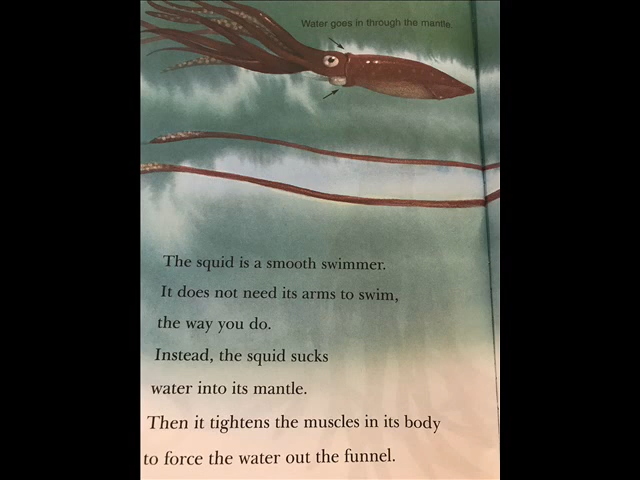 Water goes in through the mantle.
The squid is a smooth swimmer.
It does not need its arms to swim,
the way you do.
Instead, the squid sucks
water into its mantle.
Then it tightens the muscles in its body
to force the water out the funnel.